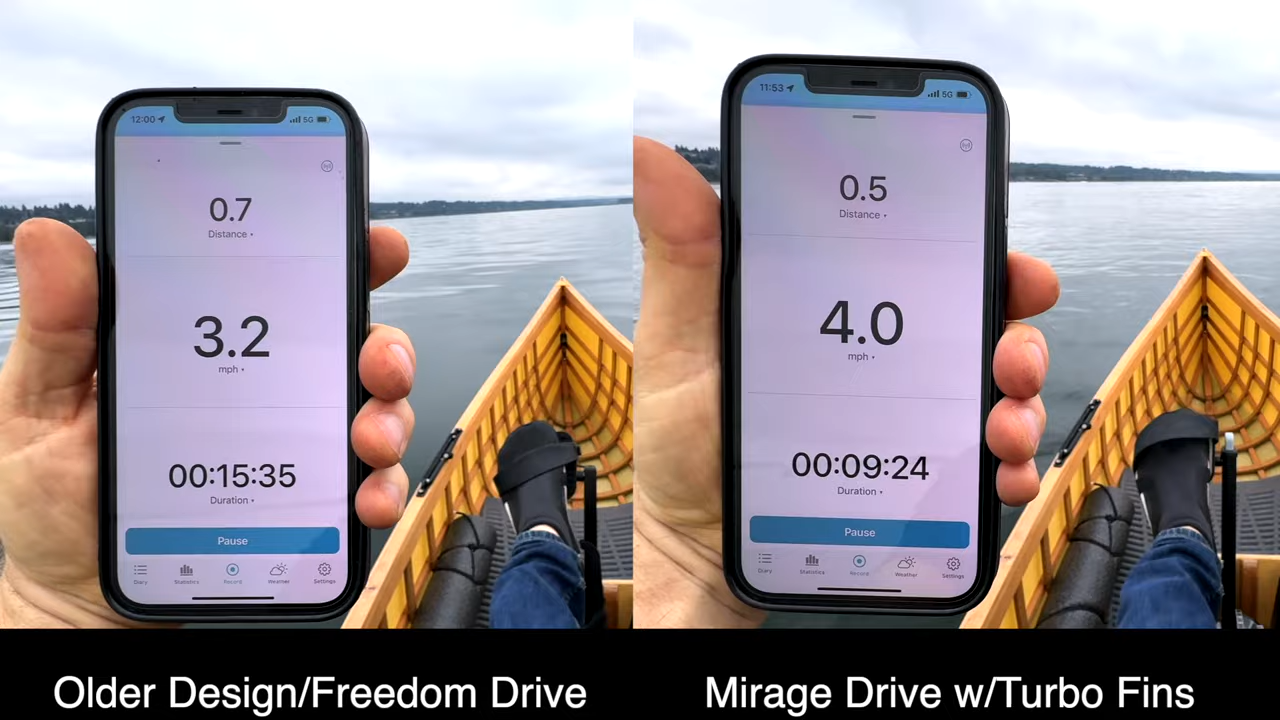 12:00
5G
0.7
Distance
3.2
mph
00:15:35
Duration
Pause
Diary Statistics Record Weather Settings
Older Design/Freedom Drive
11:53
5G
0.5
Distance
4.0
mph
00:09:24
Duration
Pause
Diary Statistics Record Weather Settings
Mirage Drive w/Turbo Fins